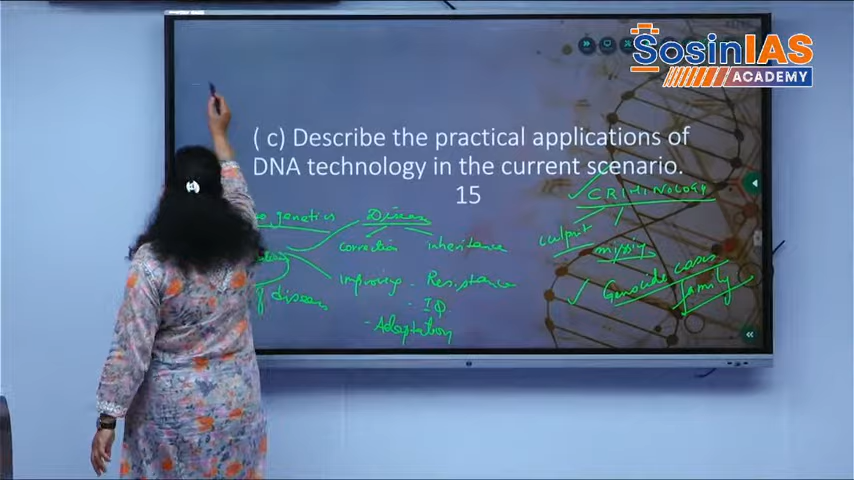 SosinIAS
ACADEMY
( c) Describe the practical applications of
DNA technology in the current scenario.
15
CRIMINOLOGY
genetics
Disease
culprit
missing
correction
inheritance
Genocide cases
family
improving - Resistance
of disease
- IQ
- Adaptation